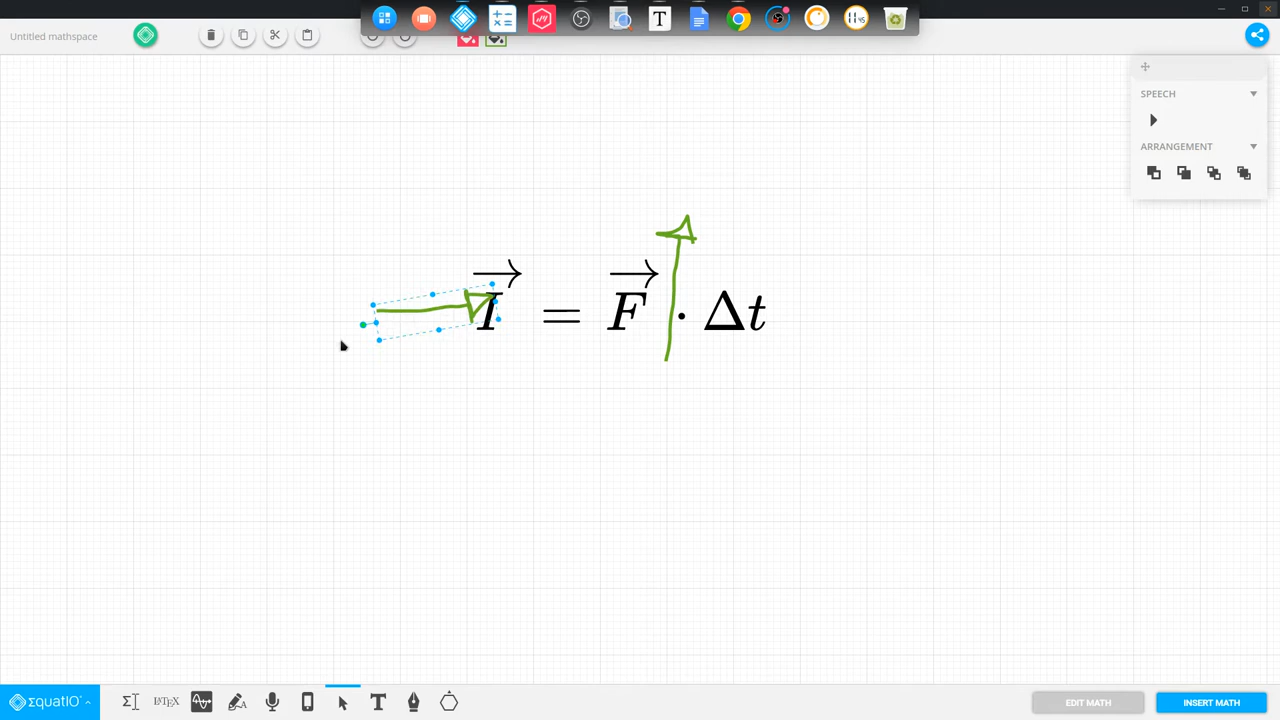 Untitled mathspace
SPEECH
ARRANGEMENT
I⃗ = F⃗ · Δt
ΣquatIO
LATEX
T
EDIT MATH
INSERT MATH